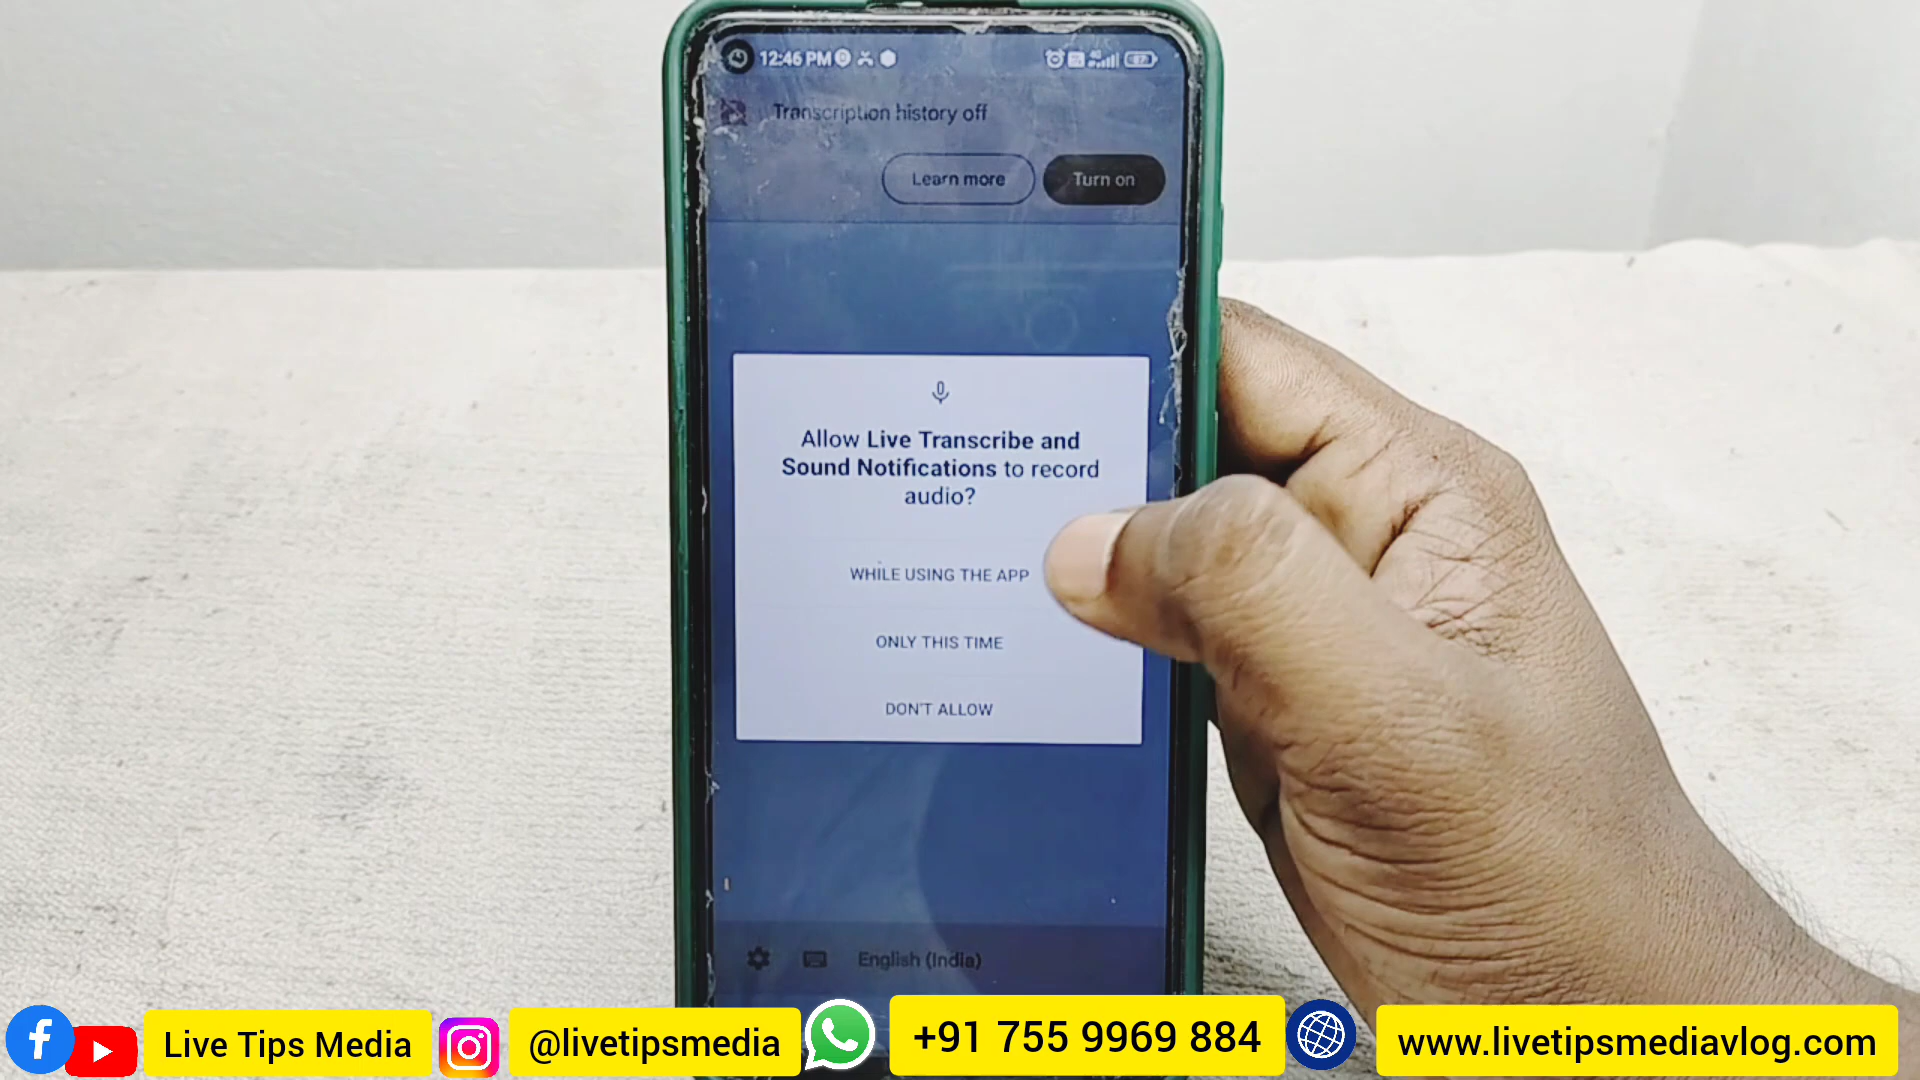 12:46 PM
Transcription history off
Learn more
Turn on
Allow Live Transcribe and
Sound Notifications to record
audio?
WHILE USING THE APP
ONLY THIS TIME
DON'T ALLOW
English (India)
Live Tips Media
@livetipsmedia
+91 755 9969 884
www.livetipsmediavlog.com